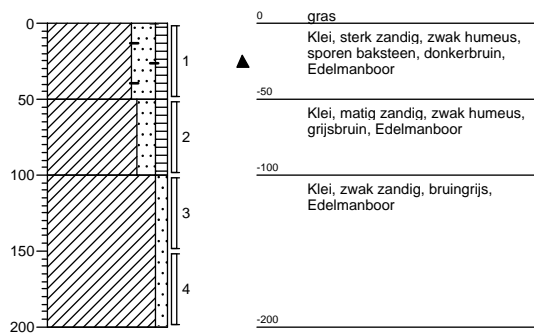 0
50
100
150
200
1
2
3
4
0
gras
Klei, sterk zandig, zwak humeus,
sporen baksteen, donkerbruin,
Edelmanboor
-50
Klei, matig zandig, zwak humeus,
grijsbruin, Edelmanboor
-100
Klei, zwak zandig, bruingrijs,
Edelmanboor
-200